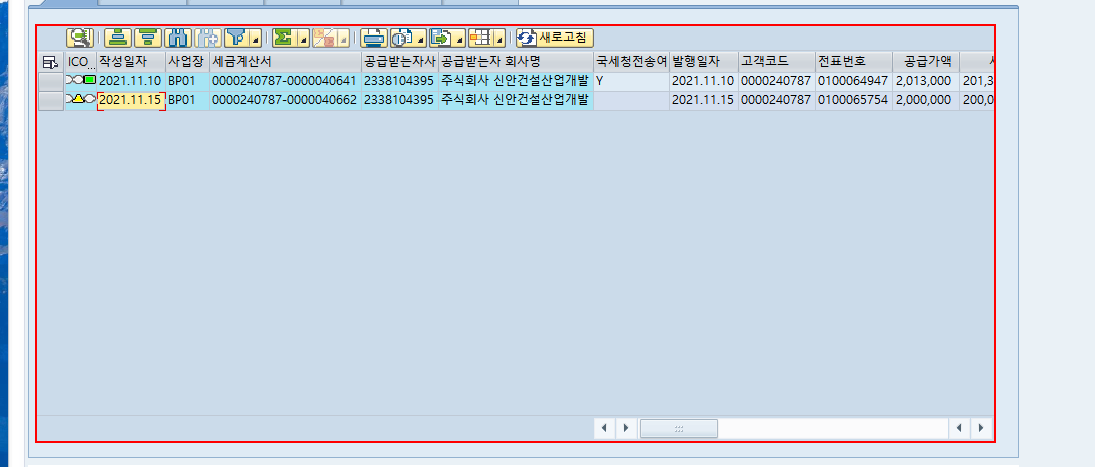 새로고침
ICO... 작성일자 사업장 세금계산서 공급받는자사 공급받는자 회사명 국세청전송여 발행일자 고객코드 전표번호 공급가액
2021.11.10 BP01 0000240787-0000040641 2338104395 주식회사 신안건설산업개발 Y 2021.11.10 0000240787 0100064947 2,013,000 201,3
2021.11.15 BP01 0000240787-0000040662 2338104395 주식회사 신안건설산업개발 2021.11.15 0000240787 0100065754 2,000,000 200,0